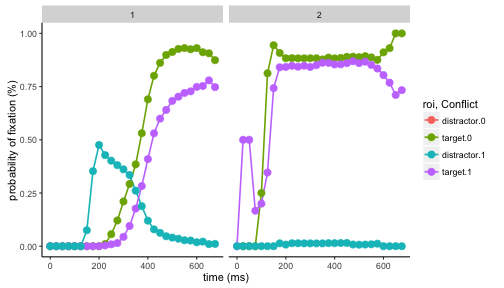 1 2
probability of fixation (%)
1.00
0.75
0.50
0.25
0.00
0 200 400 600 0 200 400 600
time (ms)
roi, Conflict
distractor.0
target.0
distractor.1
target.1